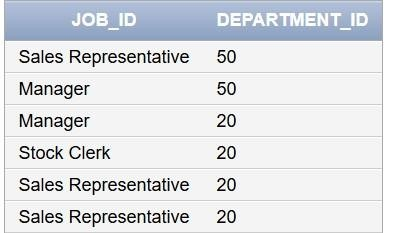 JOB_ID DEPARTMENT_ID
Sales Representative 50
Manager 50
Manager 20
Stock Clerk 20
Sales Representative 20
Sales Representative 20